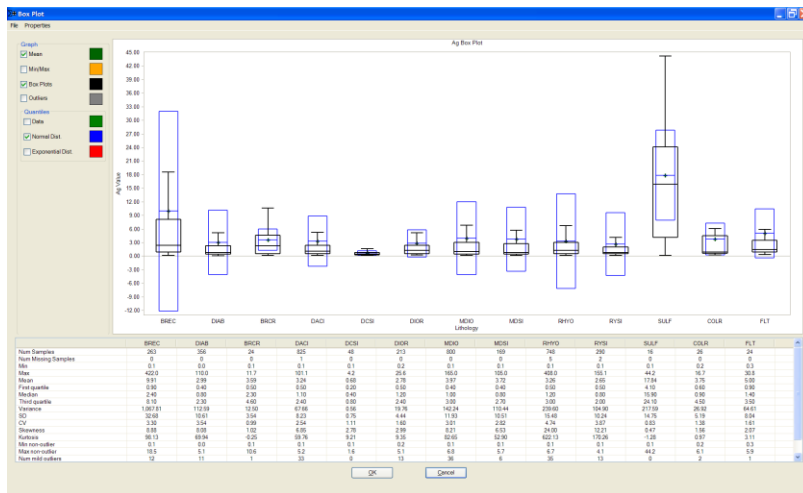 Box Plot
File Properties
Graph
Mean
Min/Max
Box Plots
Outliers
Quantiles
Data
Normal Dist.
Exponential Dist.
Ag Box Plot
45.00
42.00
39.00
36.00
33.00
30.00
27.00
24.00
21.00
18.00
15.00
12.00
9.00
6.00
3.00
0.00
-3.00
-6.00
-9.00
-12.00
Ag Value
BREC DIAB BRCR DACI DCSI DIOR MDIO MDSI RHYO RYSI SULF COLR FLT
Lithology
BREC DIAB BRCR DACI DCSI DIOR MDIO MDSI RHYO RYSI SULF COLR FLT
Num Samples 263 356 24 825 48 213 800 169 748 290 16 26 24
Num Missing Samples 0 0 0 1 0 0 0 0 5 2 0 0 0
Min 0.1 0.0 0.1 0.1 0.1 0.2 0.1 0.1 0.1 0.1 0.1 0.2 0.3
Max 422.0 110.0 11.7 101.1 4.2 25.6 165.0 105.0 408.0 155.1 44.2 16.7 30.8
Mean 9.91 2.99 3.59 3.24 0.68 2.78 3.97 3.72 3.26 2.65 17.84 3.75 5.00
First quartile 0.90 0.40 0.50 0.50 0.20 0.50 0.40 0.40 0.50 0.50 4.10 0.60 0.90
Median 2.40 0.80 2.30 1.10 0.40 1.20 1.00 0.80 1.20 0.80 15.90 0.90 1.40
Third quartile 8.10 2.30 4.60 2.40 0.80 2.40 3.00 2.70 3.00 2.00 24.10 4.50 3.50
Variance 1,067.81 112.59 12.50 67.66 0.56 19.76 142.24 110.44 239.60 104.90 217.59 26.92 64.61
SD 32.68 10.61 3.54 8.23 0.75 4.44 11.93 10.51 15.48 10.24 14.75 5.19 8.04
CV 3.30 3.54 0.99 2.54 1.11 1.60 3.01 2.82 4.74 3.87 0.83 1.38 1.61
Skewness 8.88 8.08 1.02 6.86 2.78 2.99 8.21 6.53 24.00 12.21 0.47 1.56 2.07
Kurtosis 98.13 69.94 -0.25 59.76 9.21 9.35 82.65 52.90 622.13 170.26 -1.28 0.97 3.11
Min non-outlier 0.1 0.0 0.1 0.1 0.1 0.2 0.1 0.1 0.1 0.1 0.1 0.2 0.3
Max non-outlier 18.5 5.1 10.6 5.2 1.6 5.1 6.8 5.7 6.7 4.1 44.2 6.1 5.9
Num mild outliers 12 11 1 33 0 13 36 6 35 13 0 2 1
OK Cancel